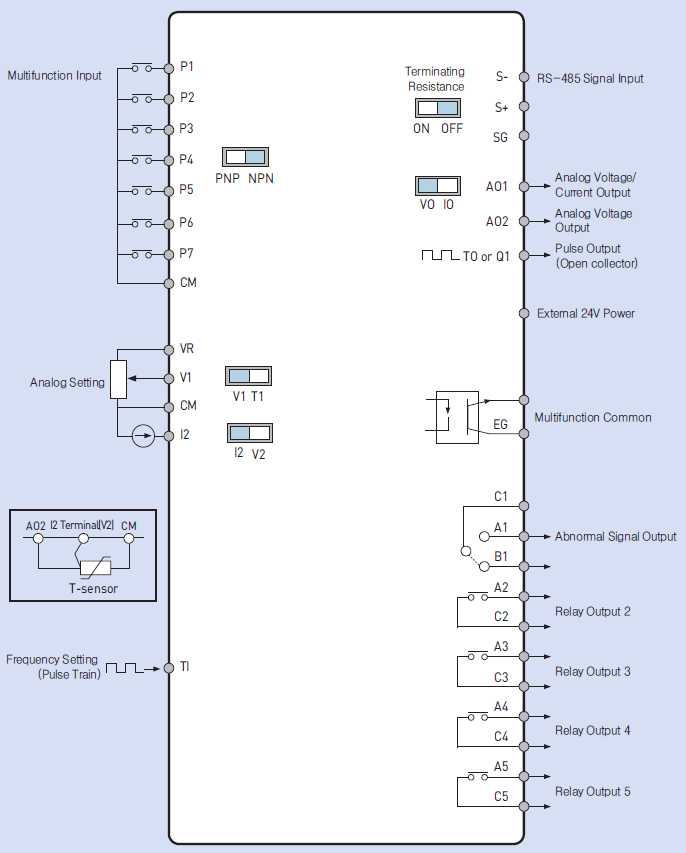 Multifunction Input
P1
P2
P3
P4
P5
P6
P7
CM
PNP NPN
Analog Setting
VR
V1
CM
I2
V1 T1
I2 V2
AO2 I2 Terminal(V2) CM
T-sensor
Frequency Setting
(Pulse Train)
TI
Terminating
Resistance
ON OFF
S-
RS-485 Signal Input
S+
SG
VO IO
AO1
Analog Voltage/
Current Output
AO2
Analog Voltage
Output
TO or Q1
Pulse Output
(Open collector)
External 24V Power
EG
Multifunction Common
C1
A1
Abnormal Signal Output
B1
A2
Relay Output 2
C2
A3
Relay Output 3
C3
A4
Relay Output 4
C4
A5
Relay Output 5
C5